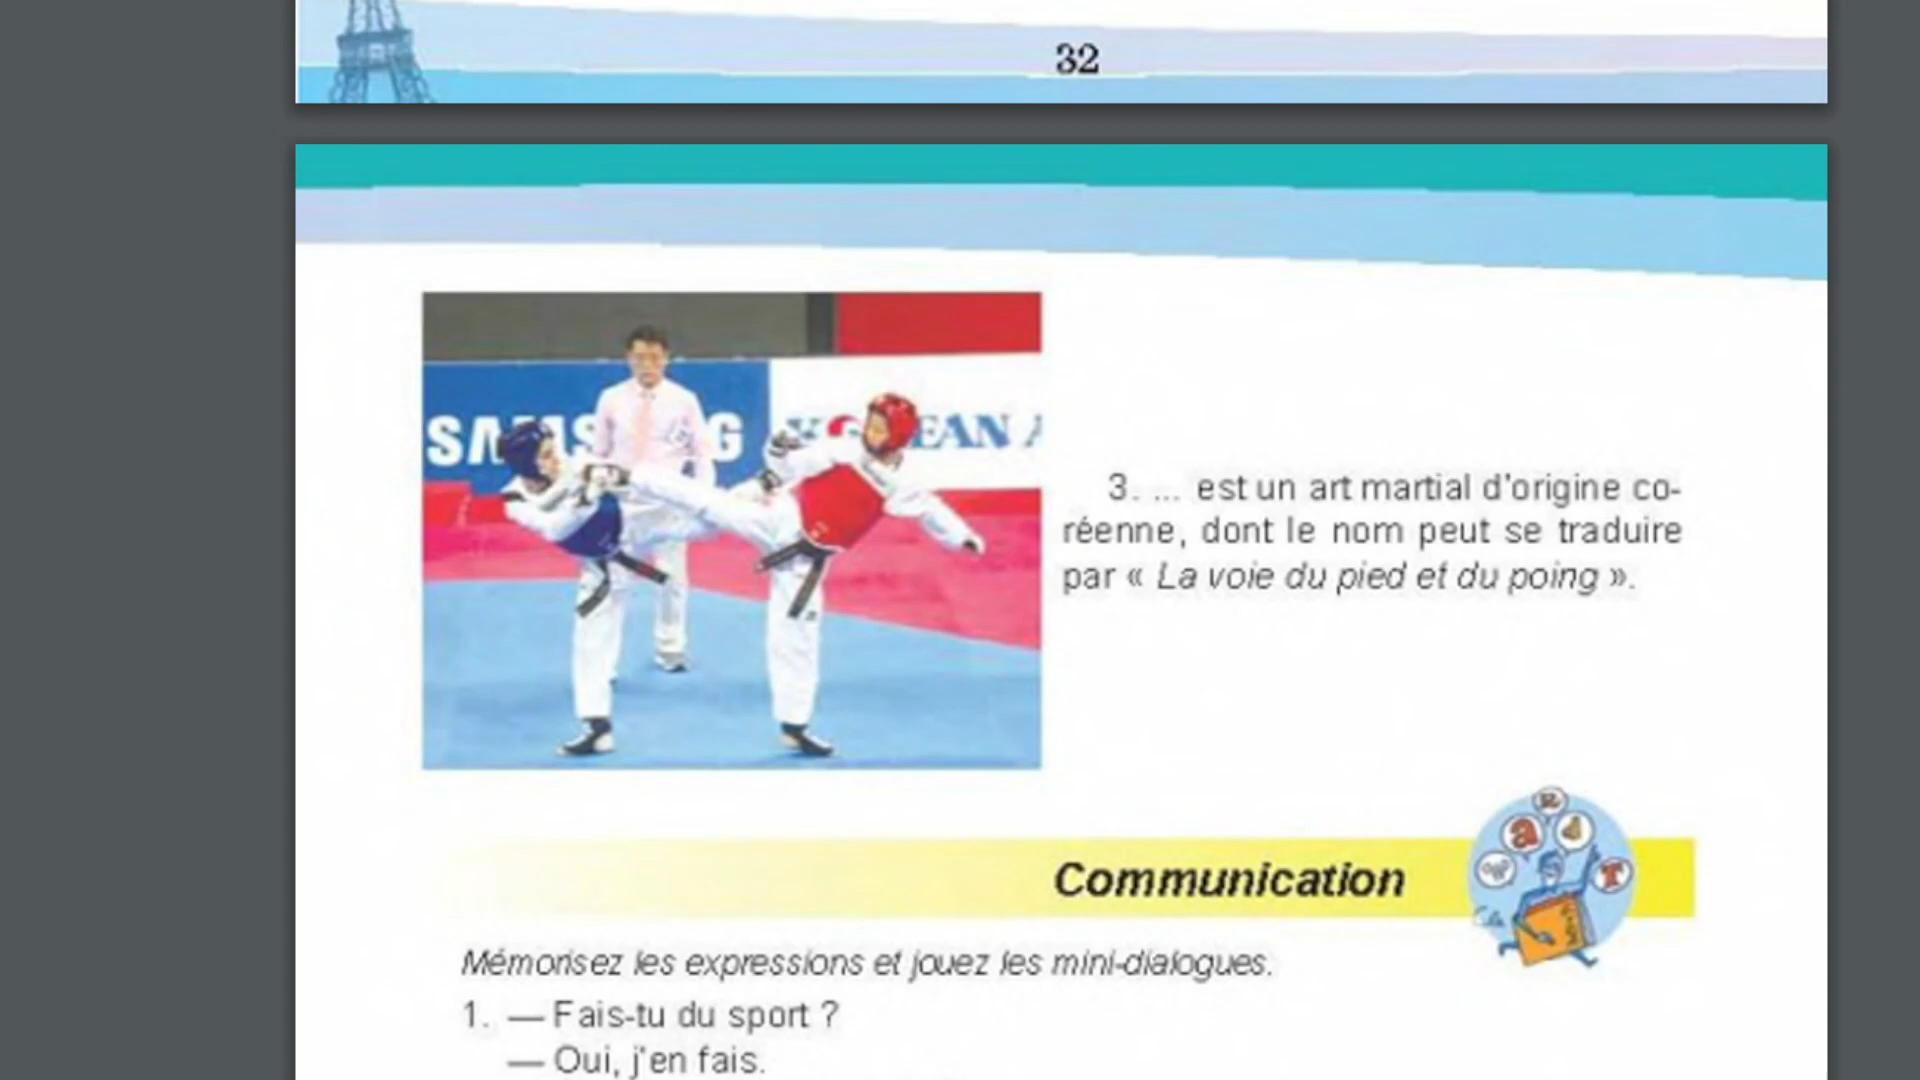 32
SAMS G
K EAN A
3. ... est un art martial d'origine co-
réenne, dont le nom peut se traduire
par « La voie du pied et du poing ».
Communication
Mémorisez les expressions et jouez les mini-dialogues.
1. — Fais-tu du sport ?
— Oui, j'en fais.